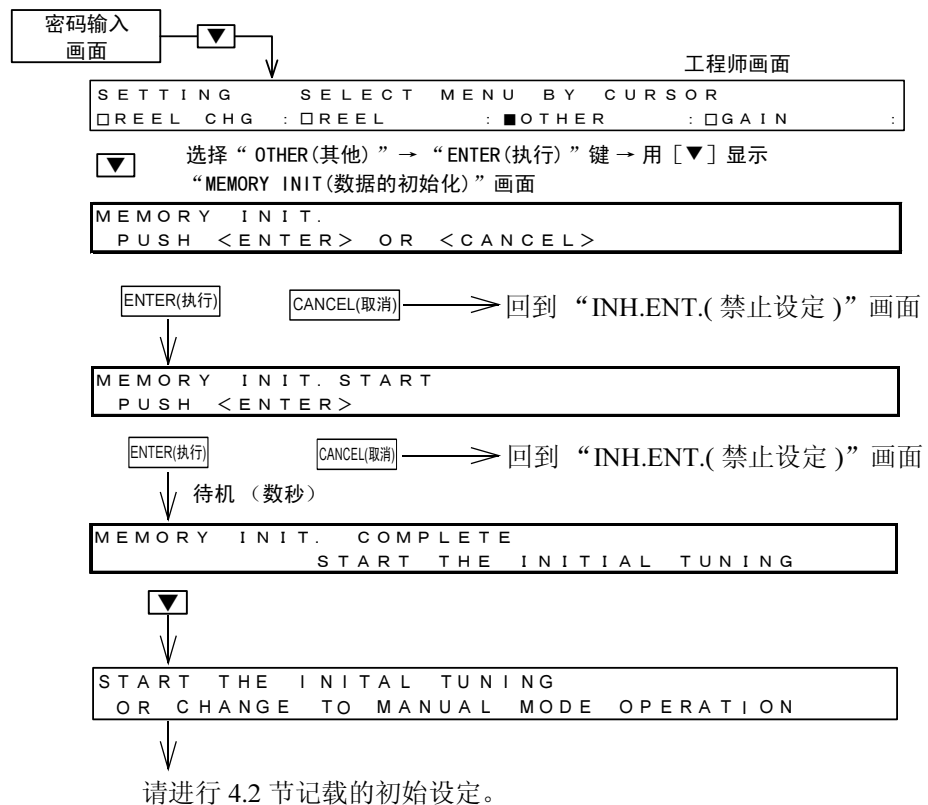 密码输入
画面
▼
工程师画面
SETTING SELECT MENU BY CURSOR
□REEL CHG :□REEL :■OTHER :□GAIN :
▼ 选择“ OTHER(其他) ”→ “ENTER(执行) ”键→用［▼］显示
“MEMORY INIT(数据的初始化)”画面
MEMORY INIT.
PUSH <ENTER> OR <CANCEL>
ENTER(执行) CANCEL(取消) 回到 “INH.ENT.( 禁止设定 )”画面
MEMORY INIT. START
PUSH <ENTER>
ENTER(执行) CANCEL(取消) 回到 “INH.ENT.( 禁止设定 )”画面
待机 （数秒）
MEMORY INIT. COMPLETE
START THE INITIAL TUNING
▼
START THE INITAL TUNING
OR CHANGE TO MANUAL MODE OPERATION
请进行 4.2 节记载的初始设定。